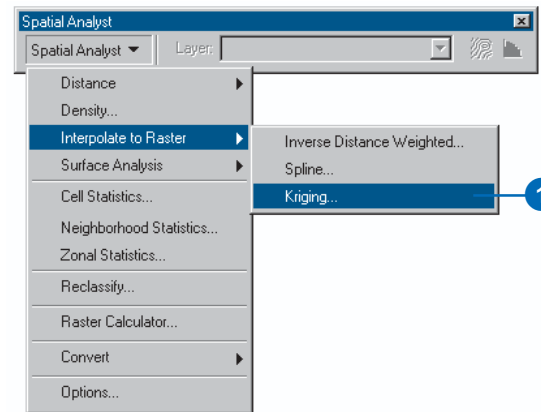 Spatial Analyst
Spatial Analyst Layer:
Distance
Density...
Interpolate to Raster
Surface Analysis
Cell Statistics...
Neighborhood Statistics...
Zonal Statistics...
Reclassify...
Raster Calculator...
Convert
Options...
Inverse Distance Weighted...
Spline...
Kriging...
1